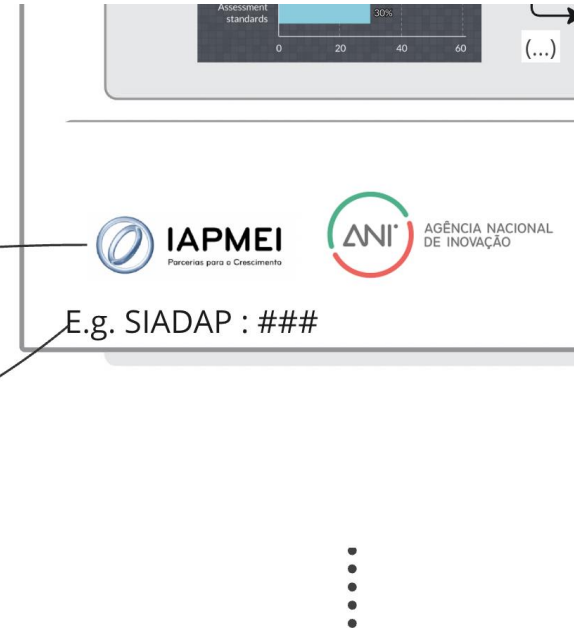 Assessment
standards
30%
0 20 40 60
(...)
IAPMEI
Parcerias para o Crescimento
ANI
AGÊNCIA NACIONAL
DE INOVAÇÃO
E.g. SIADAP : ###